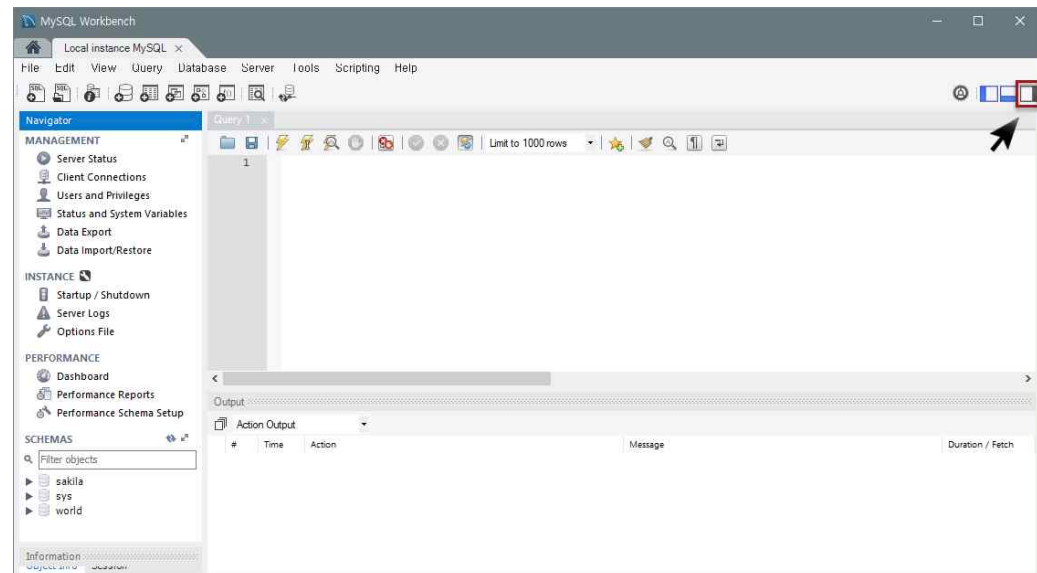 MySQL Workbench
Local instance MySQL ×
File Edit View Query Database Server Tools Scripting Help
Navigator
Query 1 ×
MANAGEMENT
Server Status
Client Connections
Users and Privileges
Status and System Variables
Data Export
Data Import/Restore
INSTANCE
Startup / Shutdown
Server Logs
Options File
PERFORMANCE
Dashboard
Performance Reports
Performance Schema Setup
SCHEMAS
Filter objects
sakila
sys
world
Information
Object Info Session
Limit to 1000 rows
1
Output
Action Output
# Time Action Message Duration / Fetch